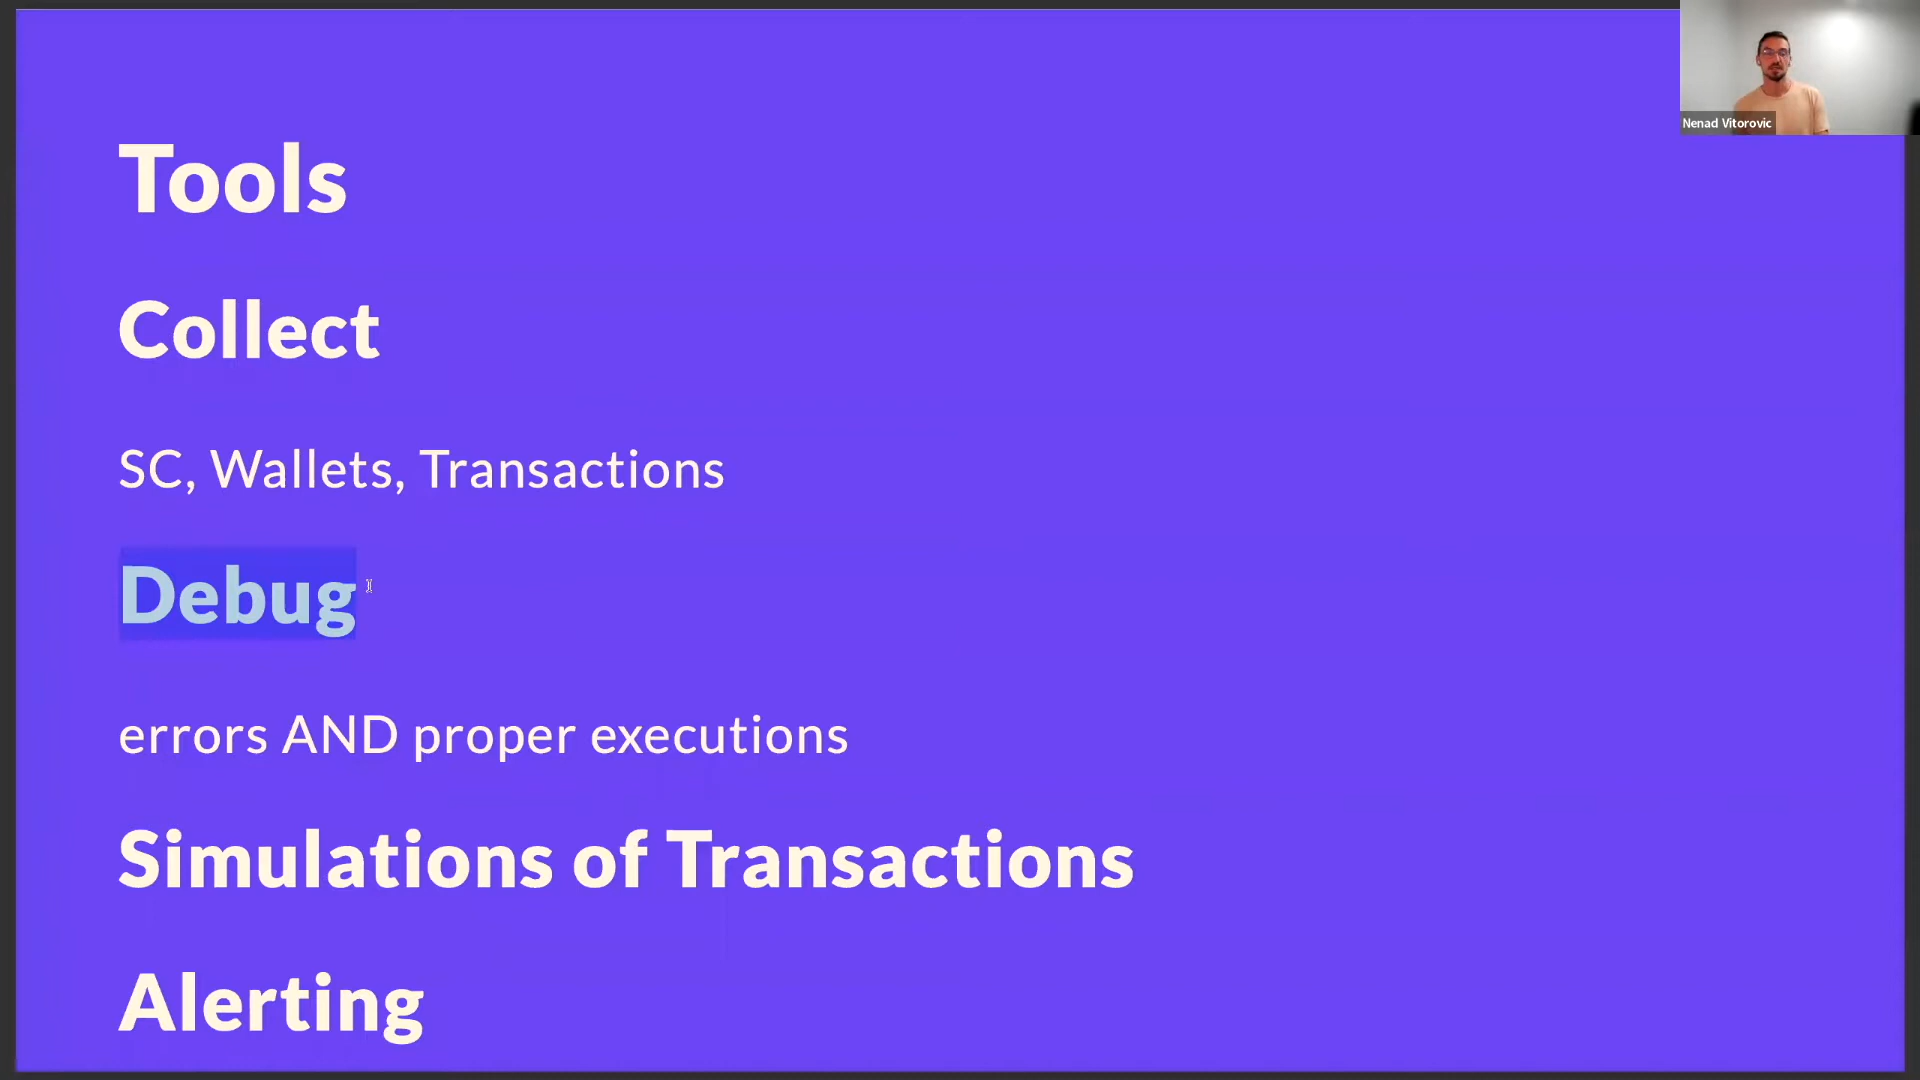 Nenad Vitorovic
Tools
Collect
SC, Wallets, Transactions
Debug
errors AND proper executions
Simulations of Transactions
Alerting